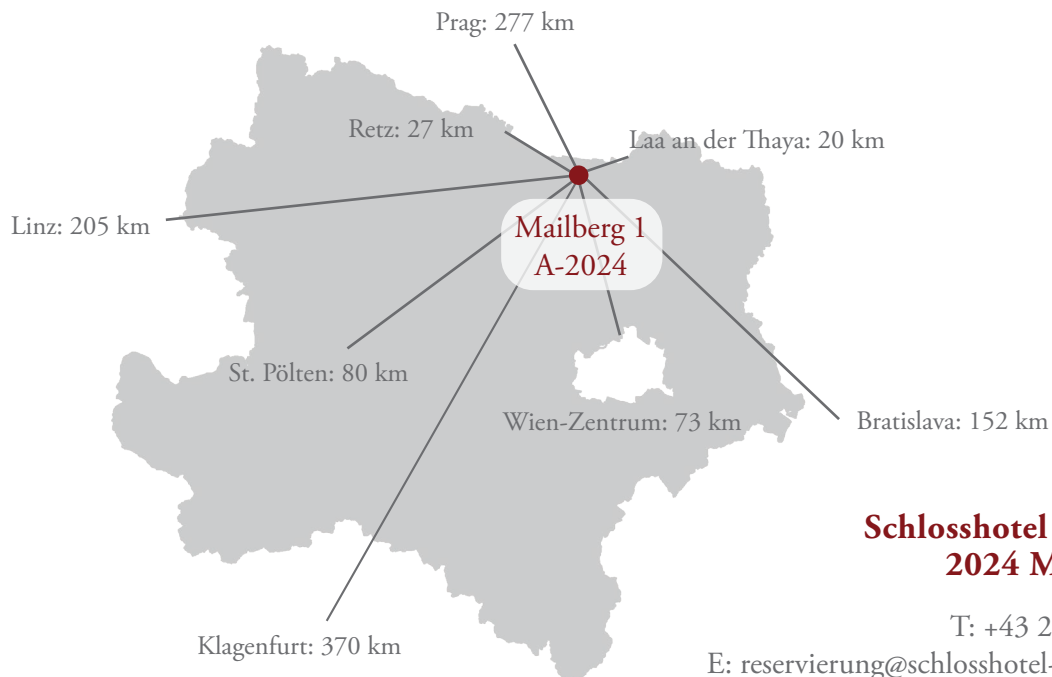 Prag: 277 km
Retz: 27 km
Laa an der Thaya: 20 km
Linz: 205 km
Mailberg 1
A-2024
St. Pölten: 80 km
Wien-Zentrum: 73 km
Bratislava: 152 km
Schlosshotel
2024 M
T: +43 2
Klagenfurt: 370 km
E: reservierung@schlosshotel-